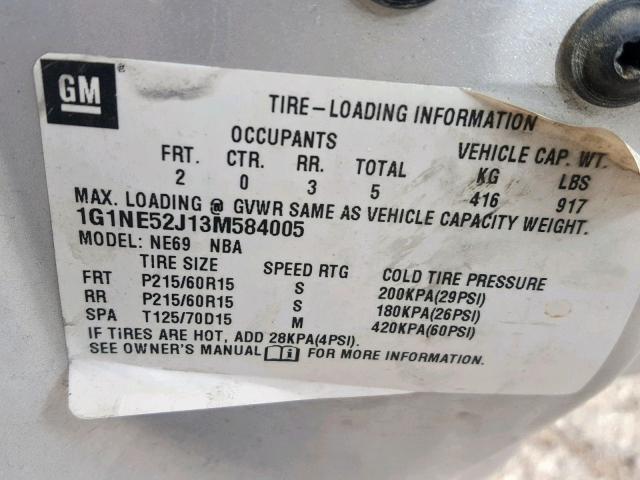 GM®
TIRE-LOADING INFORMATION
OCCUPANTS VEHICLE CAP. WT.
FRT. CTR. RR. TOTAL KG LBS
2 0 3 5 416 917
MAX. LOADING @ GVWR SAME AS VEHICLE CAPACITY WEIGHT.
1G1NE52J13M584005
MODEL: NE69 NBA
TIRE SIZE SPEED RTG COLD TIRE PRESSURE
FRT P215/60R15 S 200KPA(29PSI)
RR P215/60R15 S 180KPA(26PSI)
SPA T125/70D15 M 420KPA(60PSI)
IF TIRES ARE HOT, ADD 28KPA(4PSI).
SEE OWNER'S MANUAL i FOR MORE INFORMATION.